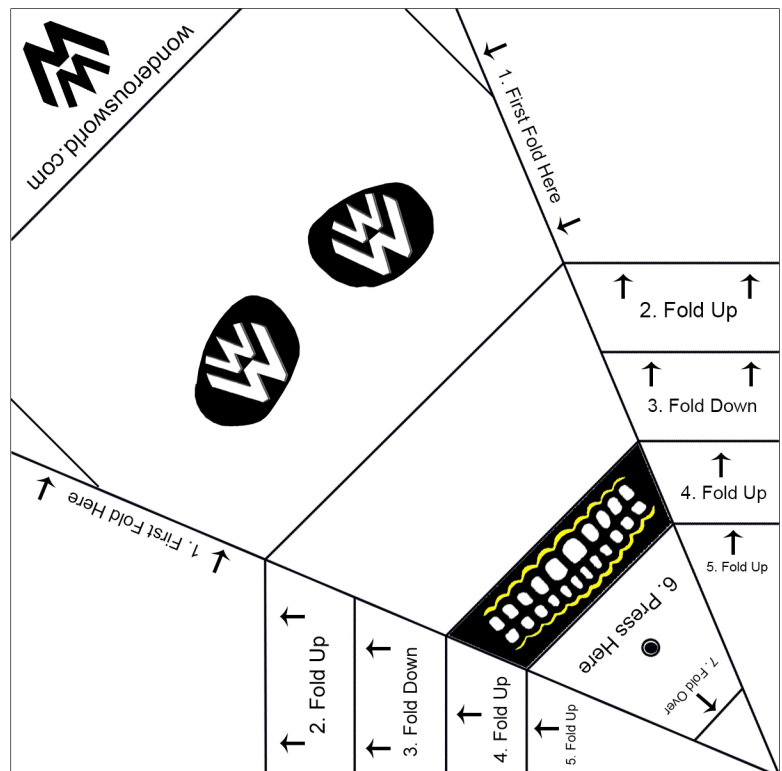 wonderousworld.com
1. First Fold Here
2. Fold Up
3. Fold Down
4. Fold Up
5. Fold Up
W
W
W
W
1. First Fold Here
2. Fold Up
3. Fold Down
4. Fold Up
5. Fold Up
6. Press Here
7. Fold Over